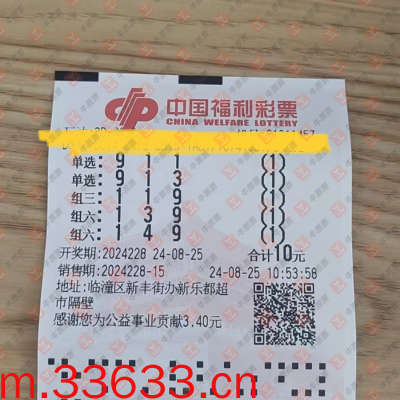 中国福利彩票
CHINA WELFARE LOTTERY
单选: 9 1 1 (1)
单选: 9 1 3 (1)
组三: 1 1 9 (1)
组六: 1 3 9 (1)
组六: 1 4 9 (1)
开奖期:2024228 24-08-25 合计10元
销售期:2024228-15 24-08-25 10:53:58
地址:临潼区新丰街办新乐都超
市隔壁
感谢您为公益事业贡献3.40元
m.33633.cn